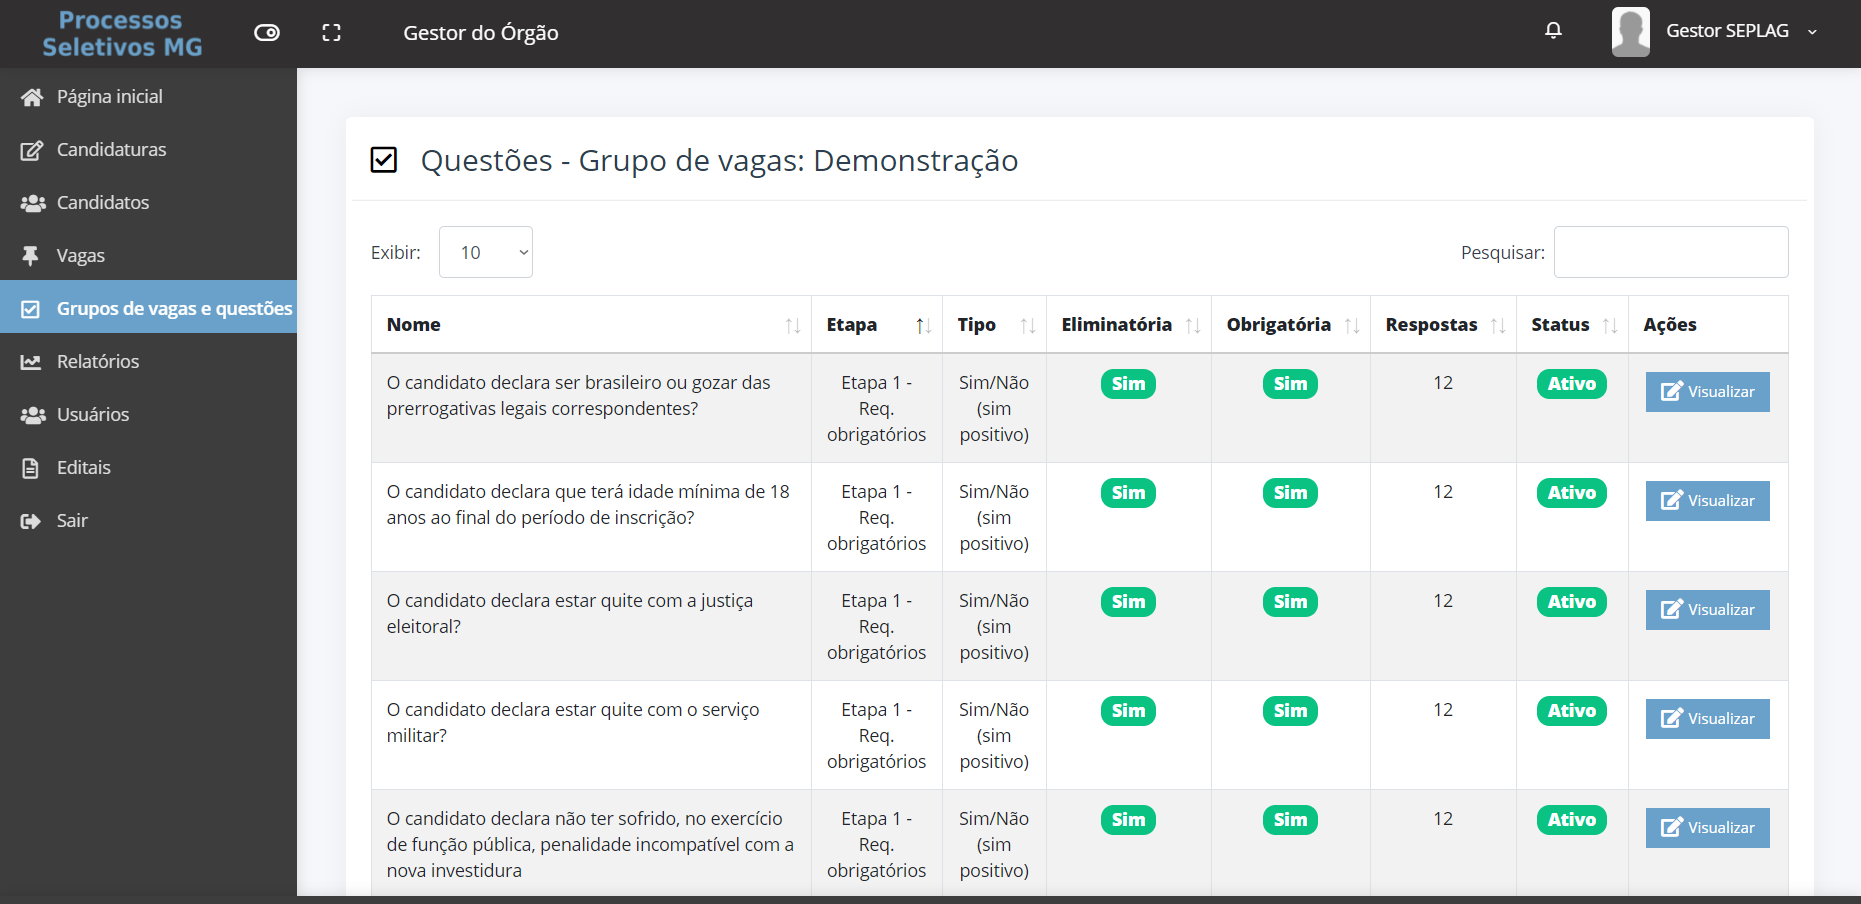 Processos
Seletivos MG
Gestor do Órgão
Gestor SEPLAG
Página inicial
Candidaturas
Candidatos
Vagas
Grupos de vagas e questões
Relatórios
Usuários
Editais
Sair
Questões - Grupo de vagas: Demonstração
Exibir: 10
Pesquisar:
Nome Etapa Tipo Eliminatória Obrigatória Respostas Status Ações
O candidato declara ser brasileiro ou gozar das
prerrogativas legais correspondentes?
Etapa 1 -
Req.
obrigatórios
Sim/Não
(sim
positivo)
Sim
Sim
12
Ativo
Visualizar
O candidato declara que terá idade mínima de 18
anos ao final do período de inscrição?
Etapa 1 -
Req.
obrigatórios
Sim/Não
(sim
positivo)
Sim
Sim
12
Ativo
Visualizar
O candidato declara estar quite com a justiça
eleitoral?
Etapa 1 -
Req.
obrigatórios
Sim/Não
(sim
positivo)
Sim
Sim
12
Ativo
Visualizar
O candidato declara estar quite com o serviço
militar?
Etapa 1 -
Req.
obrigatórios
Sim/Não
(sim
positivo)
Sim
Sim
12
Ativo
Visualizar
O candidato declara não ter sofrido, no exercício
de função pública, penalidade incompatível com a
nova investidura
Etapa 1 -
Req.
obrigatórios
Sim/Não
(sim
positivo)
Sim
Sim
12
Ativo
Visualizar